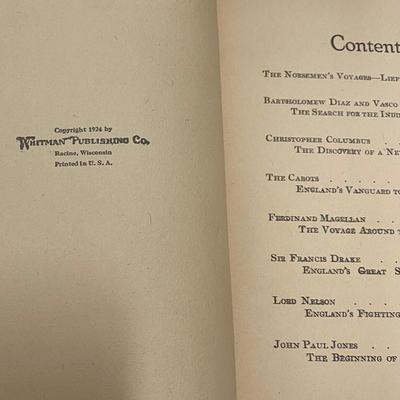 Copyright 1924 by
Whitman Publishing Co.
Racine, Wisconsin
Printed in U. S. A.
Content
The Norsemen's Voyages—Lief
Bartholomew Diaz and Vasco
The Search for the Indi
Christopher Columbus . .
The Discovery of a Ne
The Cabots . . . . .
England's Vanguard to
Ferdinand Magellan . . .
The Voyage Around t
Sir Francis Drake . . .
England's Great S
Lord Nelson . . . .
England's Fighting
John Paul Jones . . .
The Beginning of